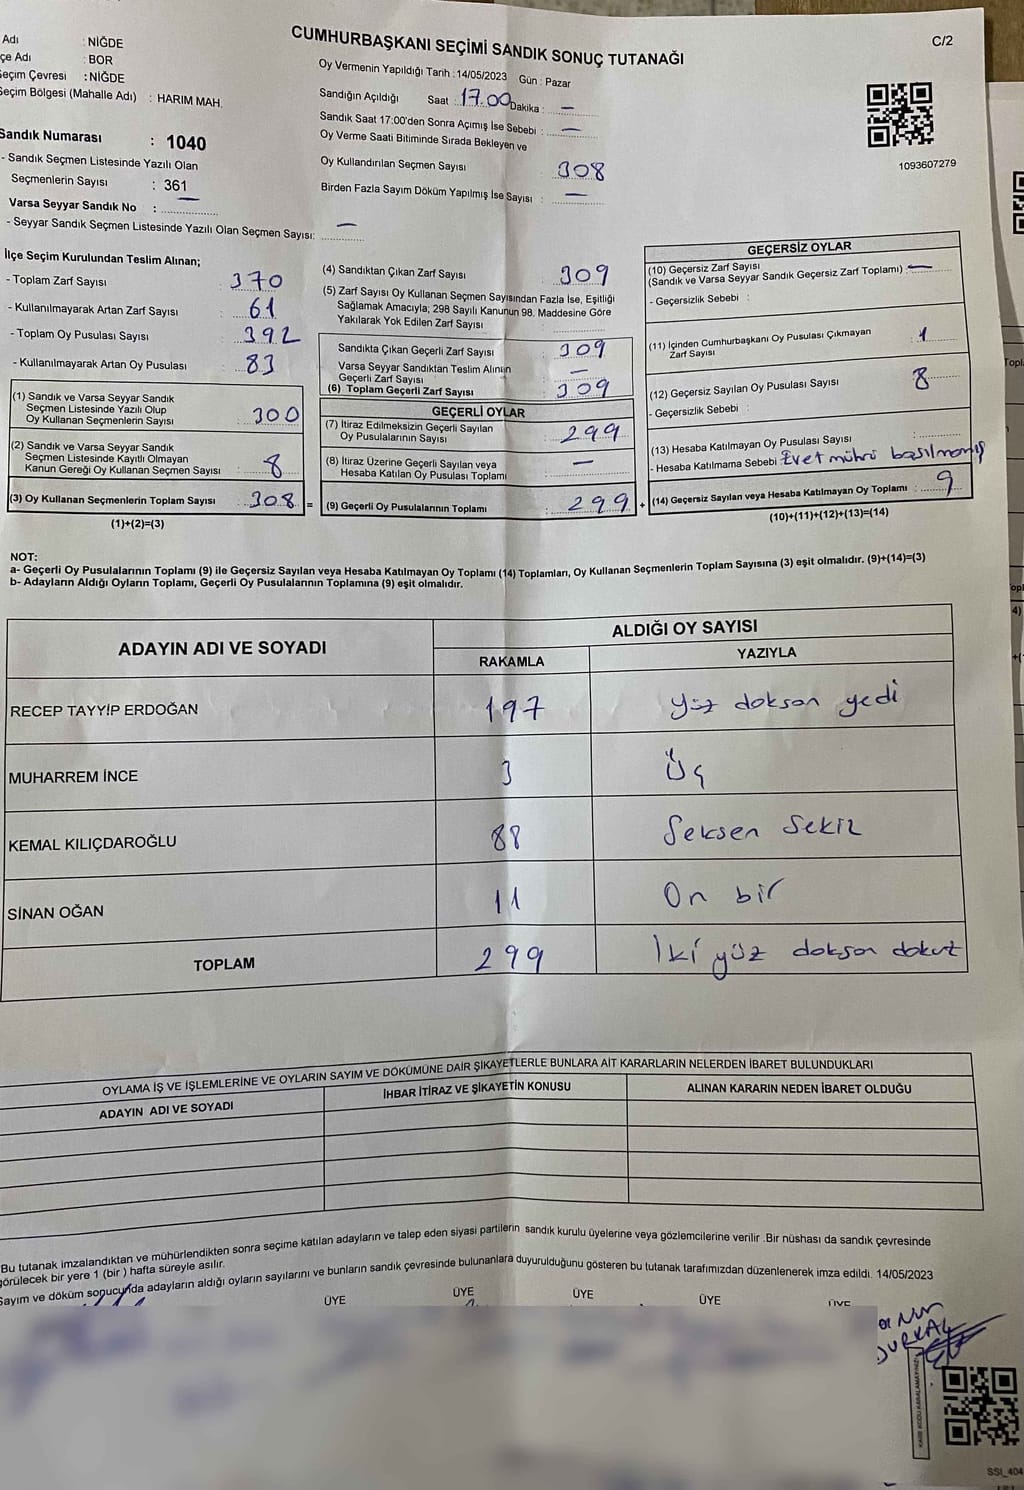 Adı : NİĞDE
çe Adı : BOR
Seçim Çevresi : NİĞDE
Seçim Bölgesi (Mahalle Adı) : HARIM MAH.
Sandık Numarası : 1040
- Sandık Seçmen Listesinde Yazılı Olan
Seçmenlerin Sayısı : 361
Varsa Seyyar Sandık No : —
- Seyyar Sandık Seçmen Listesinde Yazılı Olan Seçmen Sayısı: —
CUMHURBAŞKANI SEÇİMİ SANDIK SONUÇ TUTANAĞI
C/2
Oy Vermenin Yapıldığı Tarih : 14/05/2023 Gün : Pazar
Sandığın Açıldığı Saat : 17.00 Dakika : —
Sandık Saat 17:00'den Sonra Açımış İse Sebebi : —
Oy Verme Saati Bitiminde Sırada Bekleyen ve
Oy Kullandırılan Seçmen Sayısı 308
Birden Fazla Sayım Döküm Yapılmış İse Sayısı : —
1093607279
İlçe Seçim Kurulundan Teslim Alınan;
- Toplam Zarf Sayısı : 370
- Kullanılmayarak Artan Zarf Sayısı : 61
- Toplam Oy Pusulası Sayısı : 392
- Kullanılmayarak Artan Oy Pusulası : 83
(1) Sandık ve Varsa Seyyar Sandık
Seçmen Listesinde Yazılı Olup
Oy Kullanan Seçmenlerin Sayısı : 300
(2) Sandık ve Varsa Seyyar Sandık
Seçmen Listesinde Kayıtlı Olmayan
Kanun Gereği Oy Kullanan Seçmen Sayısı : 8
(3) Oy Kullanan Seçmenlerin Toplam Sayısı : 308 =
(1)+(2)=(3)
(4) Sandıktan Çıkan Zarf Sayısı : 309
(5) Zarf Sayısı Oy Kullanan Seçmen Sayısından Fazla İse, Eşitliği
Sağlamak Amacıyla; 298 Sayılı Kanunun 98. Maddesine Göre
Yakılarak Yok Edilen Zarf Sayısı :
Sandıkta Çıkan Geçerli Zarf Sayısı : 309
Varsa Seyyar Sandıktan Teslim Alının
Geçerli Zarf Sayısı —
(6) Toplam Geçerli Zarf Sayısı : 309
GEÇERLİ OYLAR
(7) İtiraz Edilmeksizin Geçerli Sayılan
Oy Pusulalarının Sayısı : 299
(8) İtiraz Üzerine Geçerli Sayılan veya
Hesaba Katılan Oy Pusulası Toplamı : —
(9) Geçerli Oy Pusulalarının Toplamı : 299 +
GEÇERSİZ OYLAR
(10) Geçersiz Zarf Sayısı
(Sandık ve Varsa Seyyar Sandık Geçersiz Zarf Toplamı) : —
- Geçersizlik Sebebi :
(11) İçinden Cumhurbaşkanı Oy Pusulası Çıkmayan
Zarf Sayısı : 1
(12) Geçersiz Sayılan Oy Pusulası Sayısı : 8
- Geçersizlik Sebebi :
(13) Hesaba Katılmayan Oy Pusulası Sayısı :
- Hesaba Katılmama Sebebi : Evet mührü basılmamış
(14) Geçersiz Sayılan veya Hesaba Katılmayan Oy Toplamı : 9
(10)+(11)+(12)+(13)=(14)
NOT:
a- Geçerli Oy Pusulalarının Toplamı (9) ile Geçersiz Sayılan veya Hesaba Katılmayan Oy Toplamı (14) Toplamları, Oy Kullanan Seçmenlerin Toplam Sayısına (3) eşit olmalıdır. (9)+(14)=(3)
b- Adayların Aldığı Oyların Toplamı, Geçerli Oy Pusulalarının Toplamına (9) eşit olmalıdır.
ADAYIN ADI VE SOYADI
ALDIĞI OY SAYISI
RAKAMLA YAZIYLA
RECEP TAYYİP ERDOĞAN 197 yüz dokson yedi
MUHARREM İNCE 3 Üç
KEMAL KILIÇDAROĞLU 88 Seksen Sekiz
SİNAN OĞAN 11 On bir
TOPLAM 299 İki yüz dokson dokuz
OYLAMA İŞ VE İŞLEMLERİNE VE OYLARIN SAYIM VE DÖKÜMÜNE DAİR ŞİKAYETLERLE BUNLARA AİT KARARLARIN NELERDEN İBARET BULUNDUKLARI
ADAYIN ADI VE SOYADI
İHBAR İTİRAZ VE ŞİKAYETİN KONUSU
ALINAN KARARIN NEDEN İBARET OLDUĞU
Bu tutanak imzalandıktan ve mühürlendikten sonra seçime katılan adayların ve talep eden siyasi partilerin sandık kurulu üyelerine veya gözlemcilerine verilir .Bir nüshası da sandık çevresinde
görülecek bir yere 1 (bir ) hafta süreyle asılır.
Sayım ve döküm sonucunda adayların aldığı oyların sayılarını ve bunların sandık çevresinde bulunanlara duyurulduğunu gösteren bu tutanak tarafımızdan düzenlenerek imza edildi. 14/05/2023
ÜYE ÜYE ÜYE ÜYE ÜYE
SSI_404